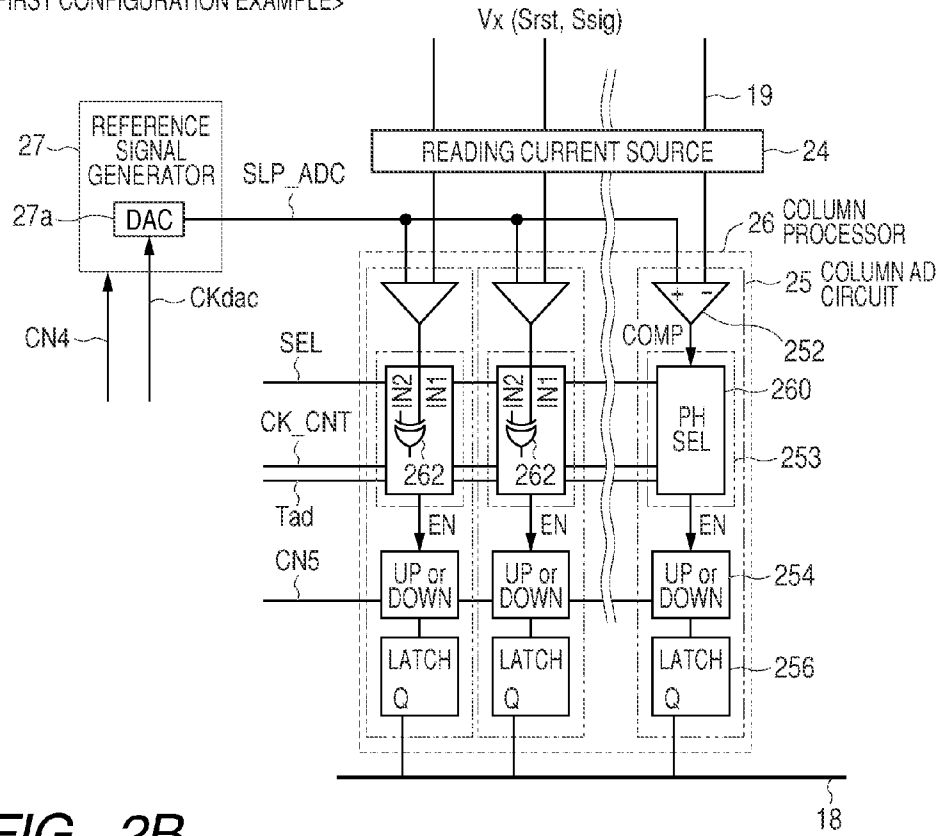 FIRST CONFIGURATION EXAMPLE>
Vx (Srst, Ssig)
19
27
REFERENCE
SIGNAL
GENERATOR
READING CURRENT SOURCE
24
SLP_ADC
27a
DAC
26
COLUMN
PROCESSOR
25
COLUMN AD
CIRCUIT
CKdac
CN4
+
−
COMP
252
SEL
IN2
IN1
IN2
IN1
260
PH
SEL
CK_CNT
262
262
253
Tad
EN
EN
EN
CN5
UP or
DOWN
UP or
DOWN
UP or
DOWN
254
LATCH
Q
LATCH
Q
LATCH
Q
256
18
FIG. 2B